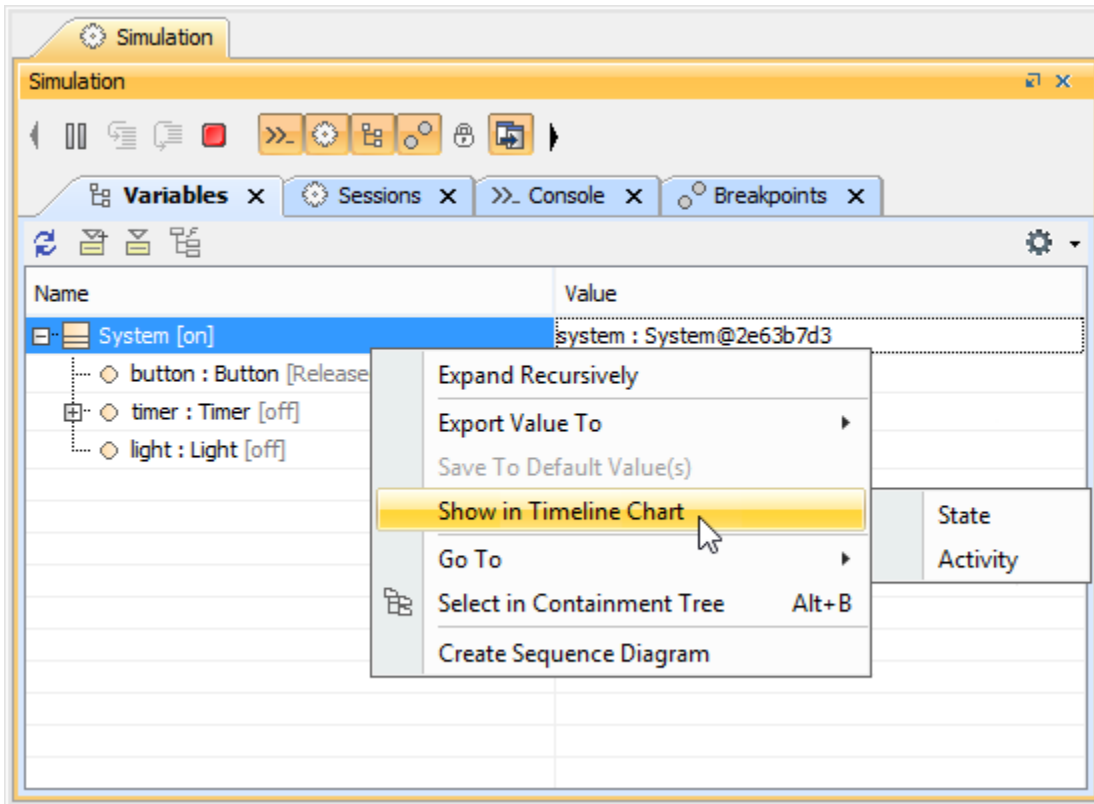 Simulation
Simulation
Variables Sessions Console Breakpoints
Name Value
System [on] system : System@2e63b7d3
button : Button [Release
timer : Timer [off]
light : Light [off]
Expand Recursively
Export Value To
Save To Default Value(s)
Show in Timeline Chart
Go To
Select in Containment Tree Alt+B
Create Sequence Diagram
State
Activity